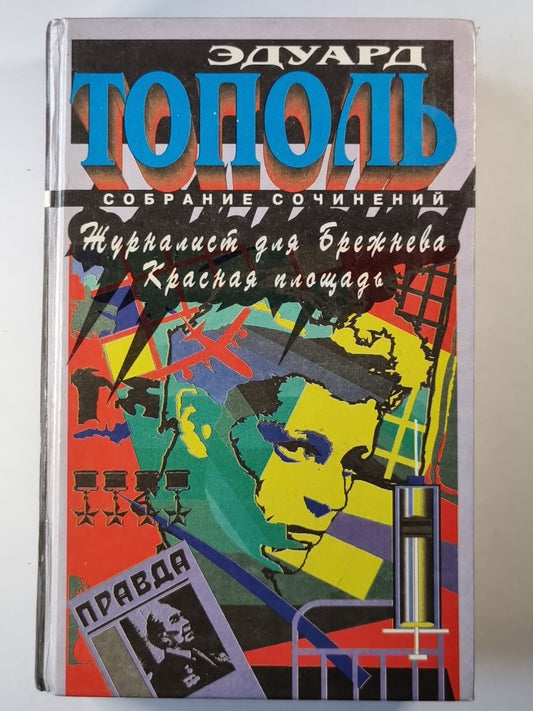 ЭДУАРД
ТОПОЛЬ
СОБРАНИЕ СОЧИНЕНИЙ
Журналист для Брежнева
Красная площадь
ПРАВДА